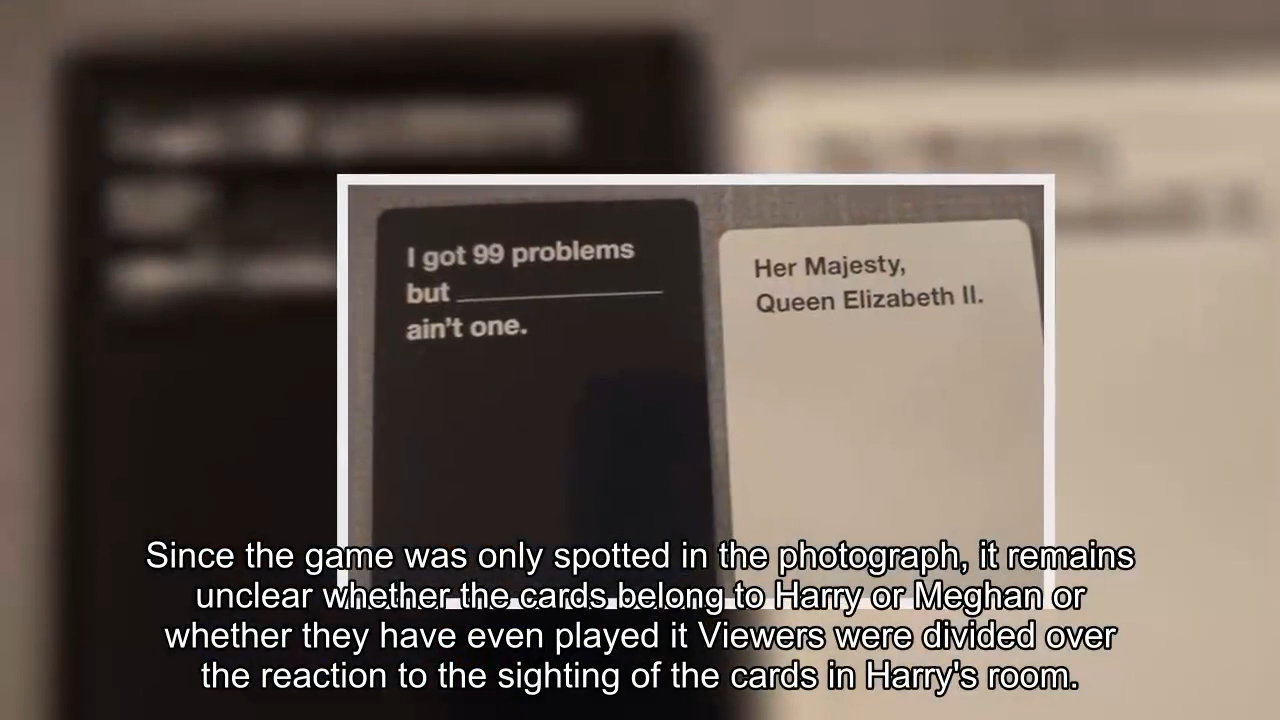 I got 99 problems
but ____________
ain't one.
Her Majesty,
Queen Elizabeth II.
Since the game was only spotted in the photograph, it remains
unclear whether the cards belong to Harry or Meghan or
whether they have even played it Viewers were divided over
the reaction to the sighting of the cards in Harry's room.